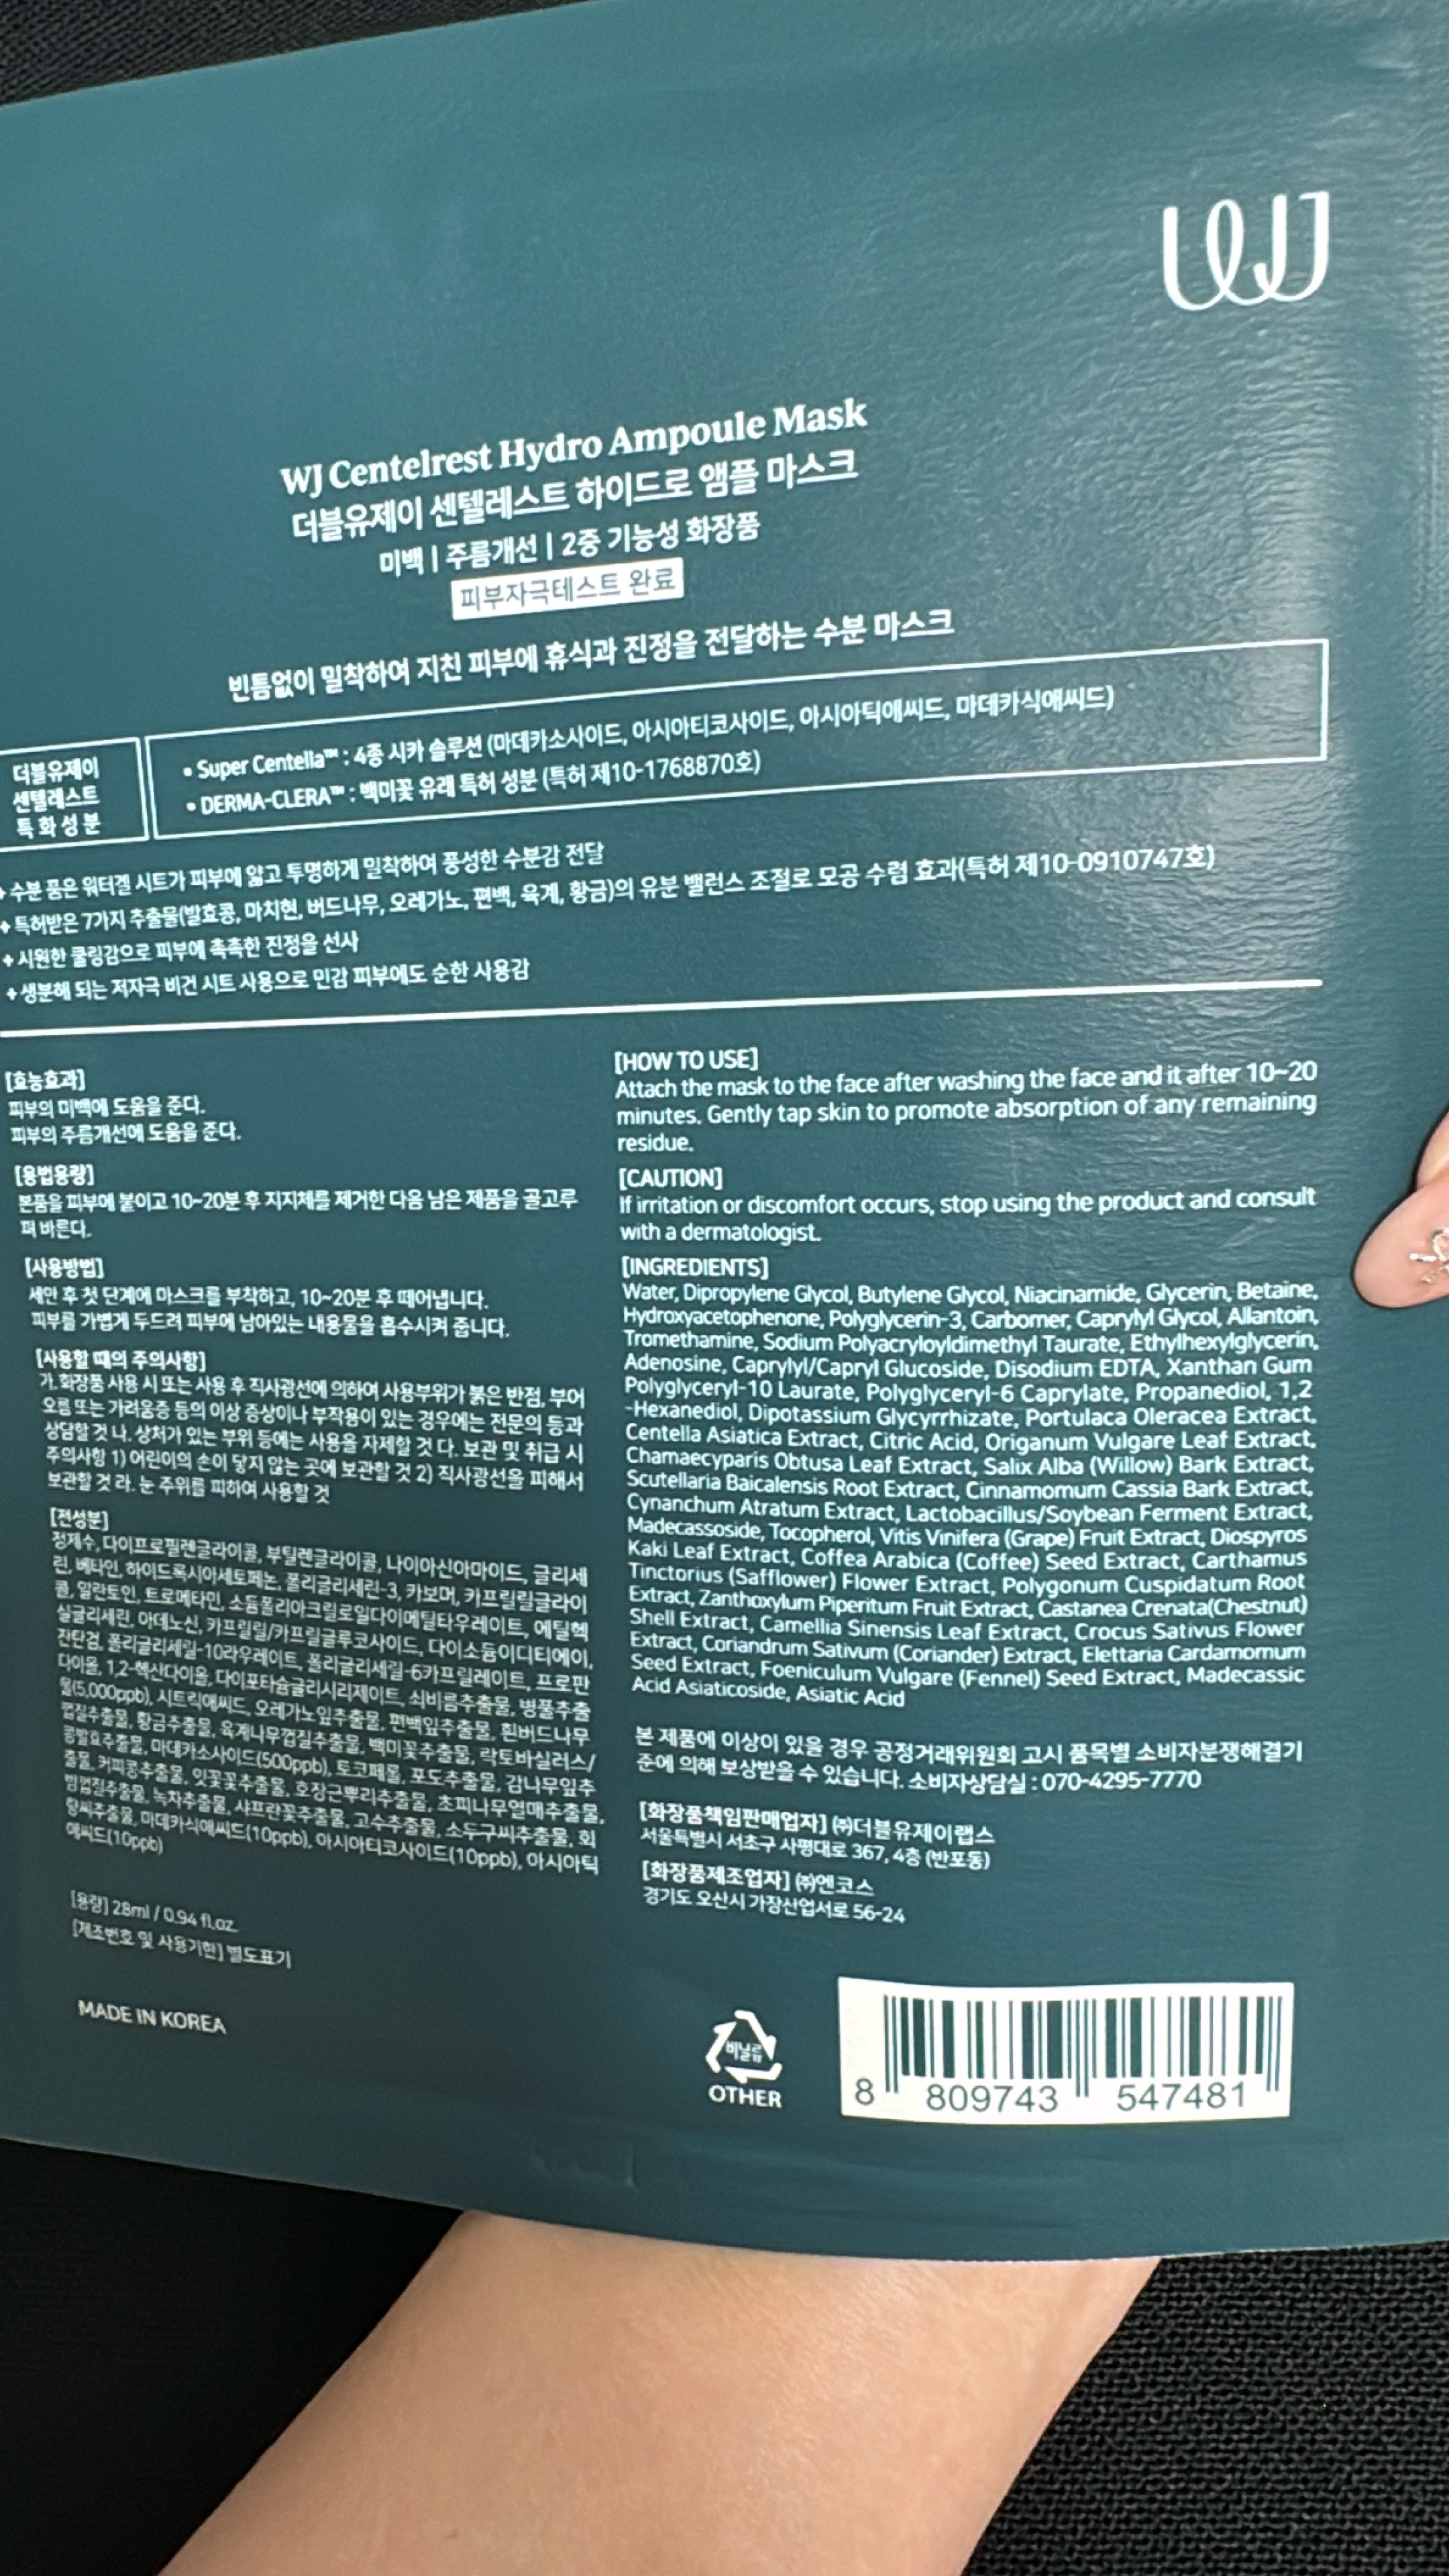 WJ
WJ Centelrest Hydro Ampoule Mask
더블유제이 센텔레스트 하이드로 앰플 마스크
미백 | 주름개선 | 2중 기능성 화장품
피부자극테스트 완료
빈틈없이 밀착하여 지친 피부에 휴식과 진정을 전달하는 수분 마스크
더블유제이
센텔레스트
특화성분
• Super Centella™ : 4종 시카 솔루션 (마데카소사이드, 아시아티코사이드, 아시아틱애씨드, 마데카식애씨드)
• DERMA-CLERA™ : 백미꽃 유래 특허 성분 (특허 제10-1768870호)
+ 수분 품은 워터겔 시트가 피부에 얇고 투명하게 밀착하여 풍성한 수분감 전달
+ 특허받은 7가지 추출물(발효콩, 마치현, 버드나무, 오레가노, 편백, 육계, 황금)의 유분 밸런스 조절로 모공 수렴 효과(특허 제10-0910747호)
+ 시원한 쿨링감으로 피부에 촉촉한 진정을 선사
+ 생분해 되는 저자극 비건 시트 사용으로 민감 피부에도 순한 사용감
[효능효과]
피부의 미백에 도움을 준다.
피부의 주름개선에 도움을 준다.
[용법용량]
본품을 피부에 붙이고 10~20분 후 지지체를 제거한 다음 남은 제품을 골고루
펴 바른다.
[사용방법]
세안 후 첫 단계에 마스크를 부착하고, 10~20분 후 떼어냅니다.
피부를 가볍게 두드려 피부에 남아있는 내용물을 흡수시켜 줍니다.
[사용할 때의 주의사항]
가. 화장품 사용 시 또는 사용 후 직사광선에 의하여 사용부위가 붉은 반점, 부어
오름 또는 가려움증 등의 이상 증상이나 부작용이 있는 경우에는 전문의 등과
상담할 것 나. 상처가 있는 부위 등에는 사용을 자제할 것 다. 보관 및 취급 시
주의사항 1) 어린이의 손이 닿지 않는 곳에 보관할 것 2) 직사광선을 피해서
보관할 것 라. 눈 주위를 피하여 사용할 것
[전성분]
정제수, 다이프로필렌글라이콜, 부틸렌글라이콜, 나이아신아마이드, 글리세
린, 베타인, 하이드록시아세토페논, 폴리글리세린-3, 카보머, 카프릴릴글라이
콜, 알란토인, 트로메타민, 소듐폴리아크릴로일다이메틸타우레이트, 에틸헥
실글리세린, 아데노신, 카프릴릴/카프릴글루코사이드, 다이소듐이디티에이,
잔탄검, 폴리글리세릴-10라우레이트, 폴리글리세릴-6카프릴레이트, 프로판
다이올, 1,2-헥산다이올, 다이포타슘글리시리제이트, 쇠비름추출물, 병풀추출
물(5,000ppb), 시트릭애씨드, 오레가노잎추출물, 편백잎추출물, 흰버드나무
껍질추출물, 황금추출물, 육계나무껍질추출물, 백미꽃추출물, 락토바실러스/
콩발효추출물, 마데카소사이드(500ppb), 토코페롤, 포도추출물, 감나무잎추
출물, 커피콩추출물, 잇꽃꽃추출물, 호장근뿌리추출물, 초피나무열매추출물,
밤껍질추출물, 녹차추출물, 샤프란꽃추출물, 고수추출물, 소두구씨추출물, 회
향씨추출물, 마데카식애씨드(10ppb), 아시아티코사이드(10ppb), 아시아틱
애씨드(10ppb)
[용량] 28ml / 0.94 fl.oz.
[제조번호 및 사용기한] 별도표기
MADE IN KOREA
[HOW TO USE]
Attach the mask to the face after washing the face and it after 10~20
minutes. Gently tap skin to promote absorption of any remaining
residue.
[CAUTION]
If irritation or discomfort occurs, stop using the product and consult
with a dermatologist.
[INGREDIENTS]
Water, Dipropylene Glycol, Butylene Glycol, Niacinamide, Glycerin, Betaine,
Hydroxyacetophenone, Polyglycerin-3, Carbomer, Caprylyl Glycol, Allantoin,
Tromethamine, Sodium Polyacryloyldimethyl Taurate, Ethylhexylglycerin,
Adenosine, Caprylyl/Capryl Glucoside, Disodium EDTA, Xanthan Gum
Polyglyceryl-10 Laurate, Polyglyceryl-6 Caprylate, Propanediol, 1,2
-Hexanediol, Dipotassium Glycyrrhizate, Portulaca Oleracea Extract,
Centella Asiatica Extract, Citric Acid, Origanum Vulgare Leaf Extract,
Chamaecyparis Obtusa Leaf Extract, Salix Alba (Willow) Bark Extract,
Scutellaria Baicalensis Root Extract, Cinnamomum Cassia Bark Extract,
Cynanchum Atratum Extract, Lactobacillus/Soybean Ferment Extract,
Madecassoside, Tocopherol, Vitis Vinifera (Grape) Fruit Extract, Diospyros
Kaki Leaf Extract, Coffea Arabica (Coffee) Seed Extract, Carthamus
Tinctorius (Safflower) Flower Extract, Polygonum Cuspidatum Root
Extract, Zanthoxylum Piperitum Fruit Extract, Castanea Crenata(Chestnut)
Shell Extract, Camellia Sinensis Leaf Extract, Crocus Sativus Flower
Extract, Coriandrum Sativum (Coriander) Extract, Elettaria Cardamomum
Seed Extract, Foeniculum Vulgare (Fennel) Seed Extract, Madecassic
Acid Asiaticoside, Asiatic Acid
본 제품에 이상이 있을 경우 공정거래위원회 고시 품목별 소비자분쟁해결기
준에 의해 보상받을 수 있습니다. 소비자상담실 : 070-4295-7770
[화장품책임판매업자] ㈜더블유제이랩스
서울특별시 서초구 사평대로 367, 4층 (반포동)
[화장품제조업자] ㈜엔코스
경기도 오산시 가장산업서로 56-24
비닐류
OTHER
8 809743 547481